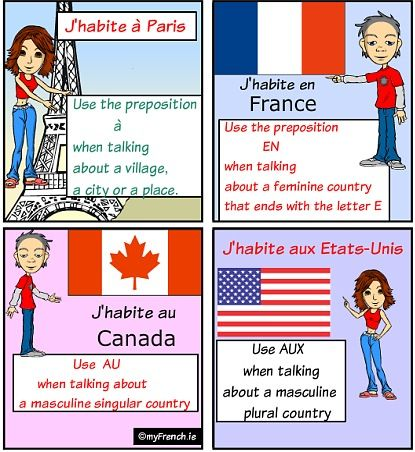 J'habite à Paris
Use the preposition
à
when talking
about a village,
a city or a place.
J'habite en
France
Use the preposition
EN
when talking
about a feminine country
that ends with the letter E
J'habite au
Canada
Use AU
when talking about
a masculine singular country
©myFrench.ie
J'habite aux Etats-Unis
Use AUX
when talking
about a masculine
plural country